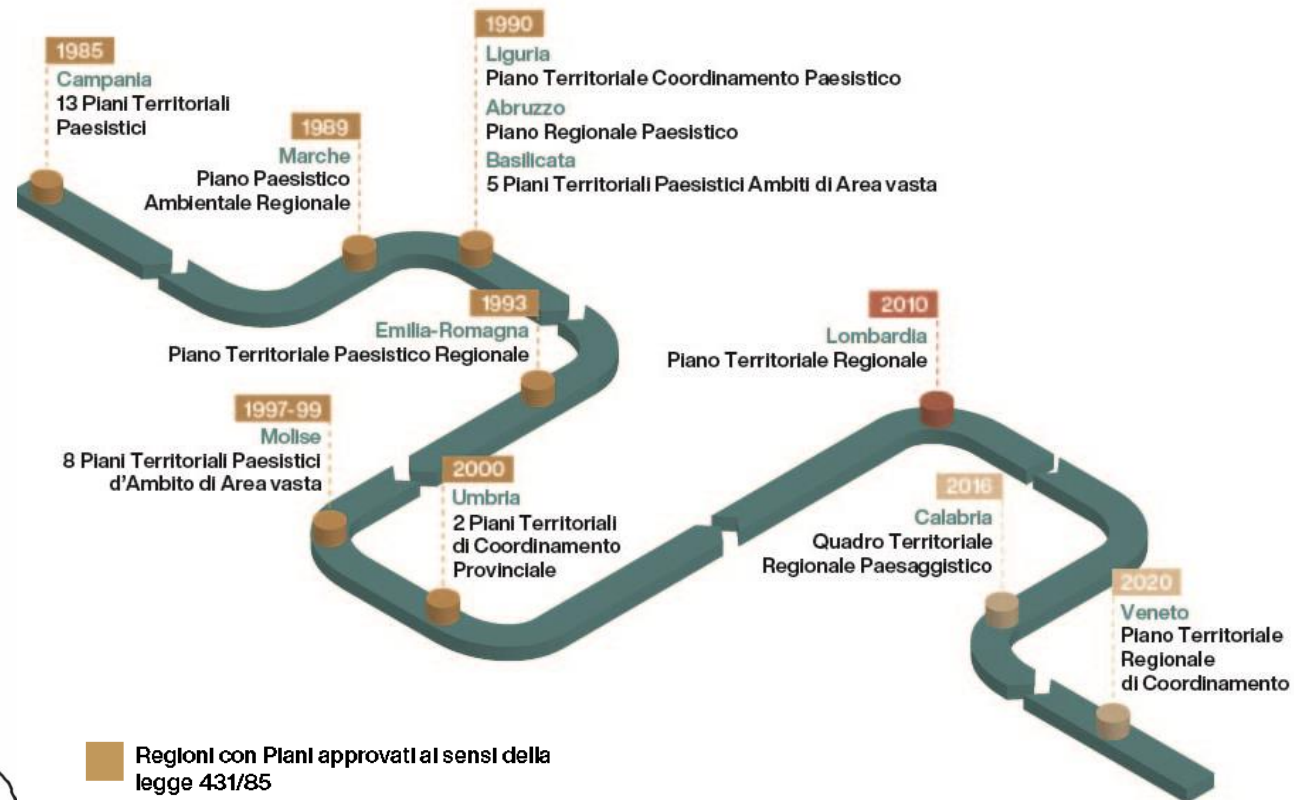 1985
Campania
13 Piani Territoriali
Paesistici
1989
Marche
Piano Paesistico
Ambientale Regionale
1990
Liguria
Piano Territoriale Coordinamento Paesistico
Abruzzo
Piano Regionale Paesistico
Basilicata
5 Piani Territoriali Paesistici Ambiti di Area vasta
1993
Emilia-Romagna
Piano Territoriale Paesistico Regionale
1997-99
Molise
8 Piani Territoriali Paesistici
d'Ambito di Area vasta
2000
Umbria
2 Piani Territoriali
di Coordinamento
Provinciale
2010
Lombardia
Piano Territoriale Regionale
2016
Calabria
Quadro Territoriale
Regionale Paesaggistico
2020
Veneto
Piano Territoriale
Regionale
di Coordinamento
Regioni con Piani approvati ai sensi della
legge 431/85